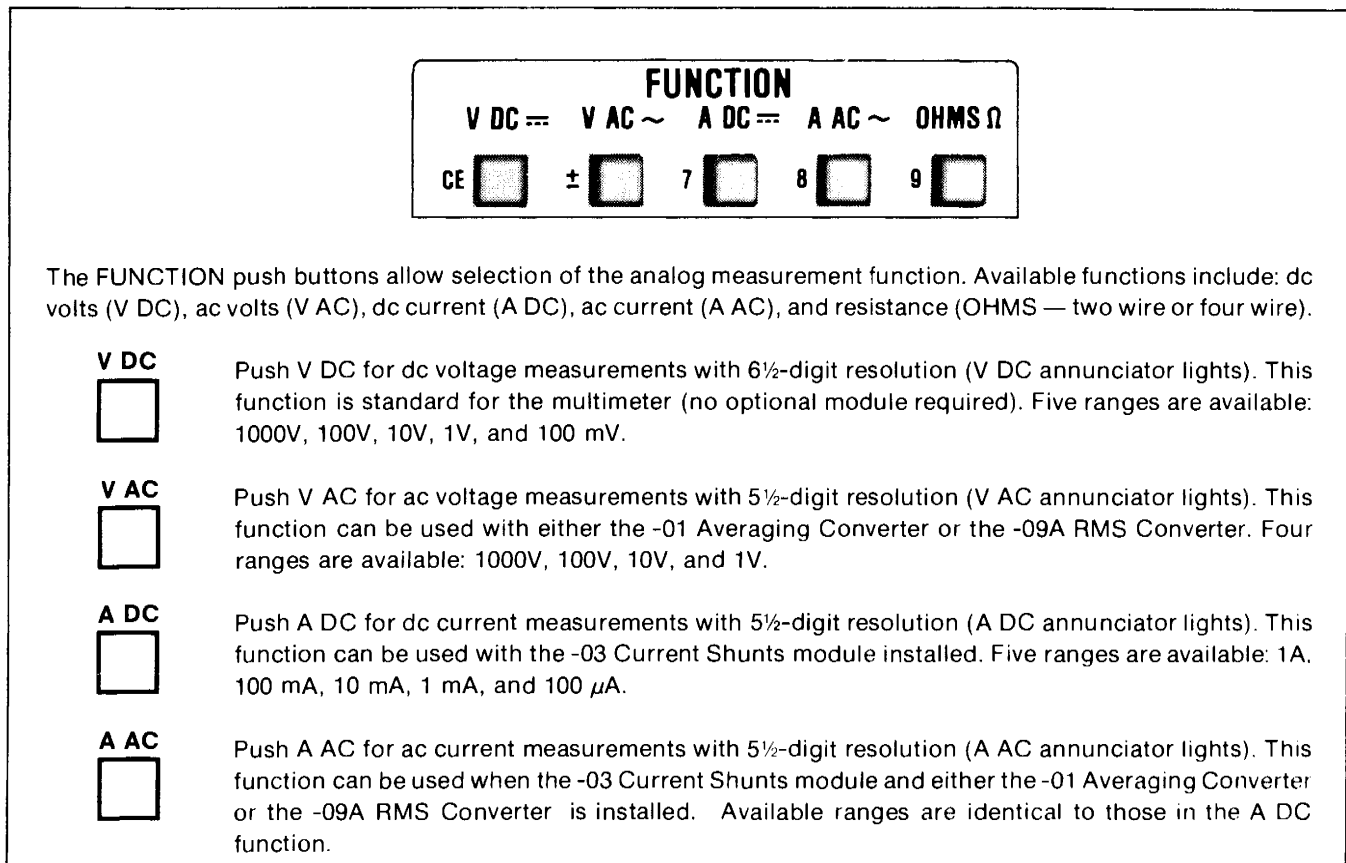 FUNCTION
V DC ⎓ V AC ~ A DC ⎓ A AC ~ OHMS Ω
CE ± 7 8 9
The FUNCTION push buttons allow selection of the analog measurement function. Available functions include: dc
volts (V DC), ac volts (V AC), dc current (A DC), ac current (A AC), and resistance (OHMS — two wire or four wire).
V DC
Push V DC for dc voltage measurements with 6½-digit resolution (V DC annunciator lights). This
function is standard for the multimeter (no optional module required). Five ranges are available:
1000V, 100V, 10V, 1V, and 100 mV.
V AC
Push V AC for ac voltage measurements with 5½-digit resolution (V AC annunciator lights). This
function can be used with either the -01 Averaging Converter or the -09A RMS Converter. Four
ranges are available: 1000V, 100V, 10V, and 1V.
A DC
Push A DC for dc current measurements with 5½-digit resolution (A DC annunciator lights). This
function can be used with the -03 Current Shunts module installed. Five ranges are available: 1A,
100 mA, 10 mA, 1 mA, and 100 µA.
A AC
Push A AC for ac current measurements with 5½-digit resolution (A AC annunciator lights). This
function can be used when the -03 Current Shunts module and either the -01 Averaging Converter
or the -09A RMS Converter is installed. Available ranges are identical to those in the A DC
function.